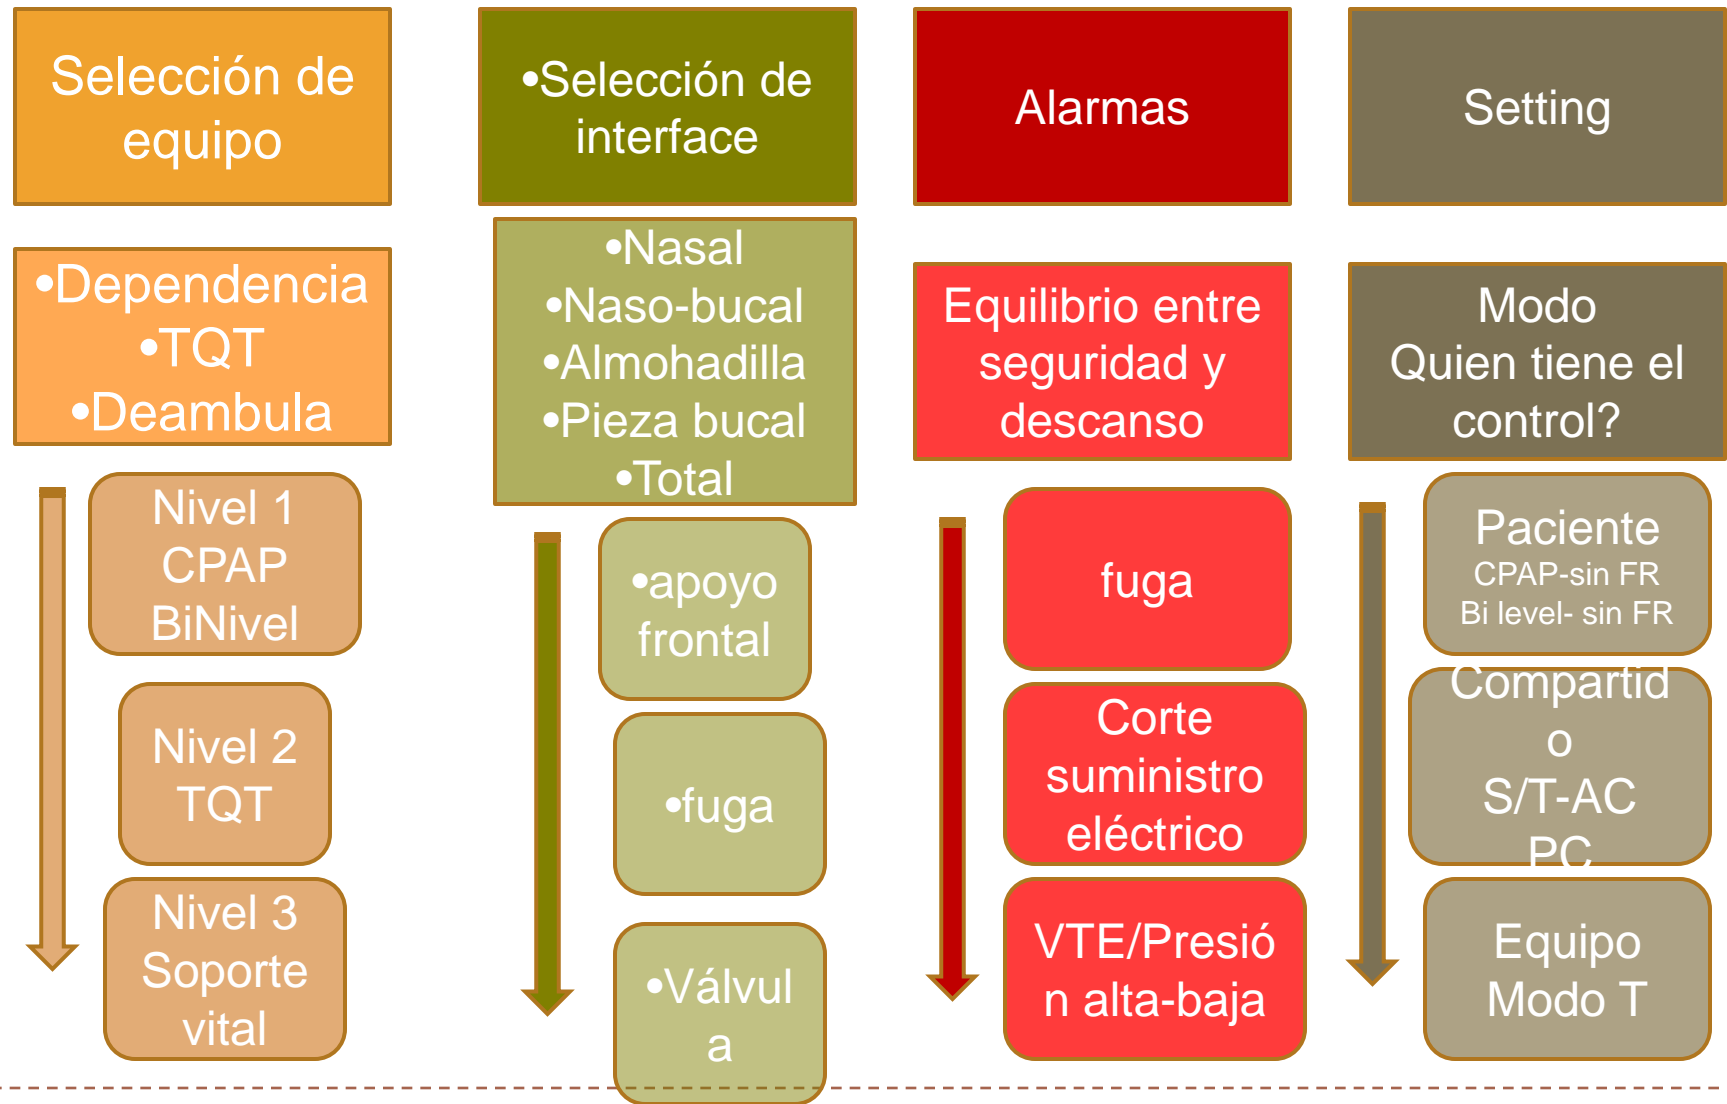 Selección de
equipo
•Dependencia
•TQT
•Deambula
Nivel 1
CPAP
BiNivel
Nivel 2
TQT
Nivel 3
Soporte
vital
•Selección de
interface
•Nasal
•Naso-bucal
•Almohadilla
•Pieza bucal
•Total
•apoyo
frontal
•fuga
•Válvul
a
Alarmas
Equilibrio entre
seguridad y
descanso
fuga
Corte
suministro
eléctrico
VTE/Presió
n alta-baja
Setting
Modo
Quien tiene el
control?
Paciente
CPAP-sin FR
Bi level- sin FR
Compartid
o
S/T-AC
PC
Equipo
Modo T